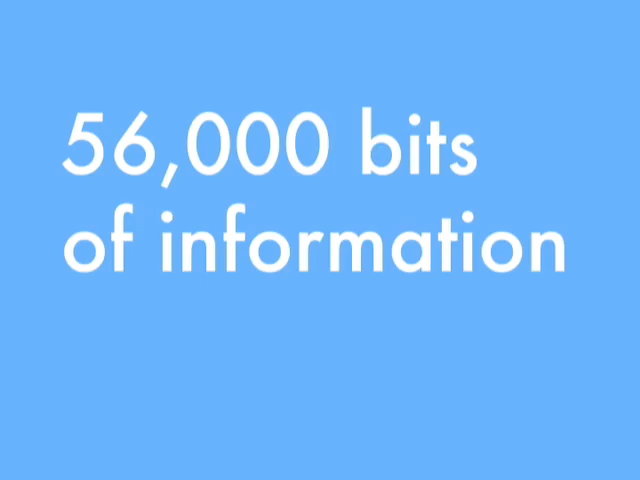 56,000 bits
of information